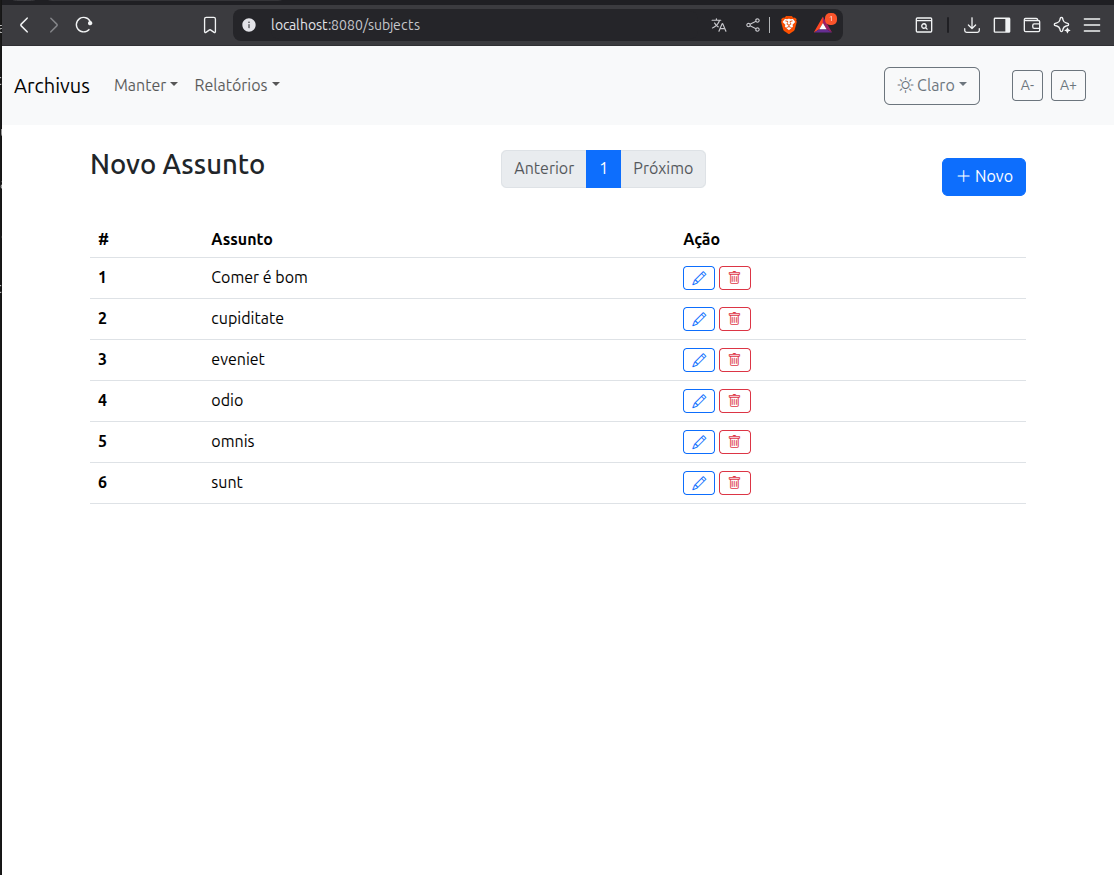 localhost:8080/subjects
1
Archivus Manter Relatórios Claro A- A+
Novo Assunto Anterior 1 Próximo + Novo
# Assunto Ação
1 Comer é bom
2 cupiditate
3 eveniet
4 odio
5 omnis
6 sunt